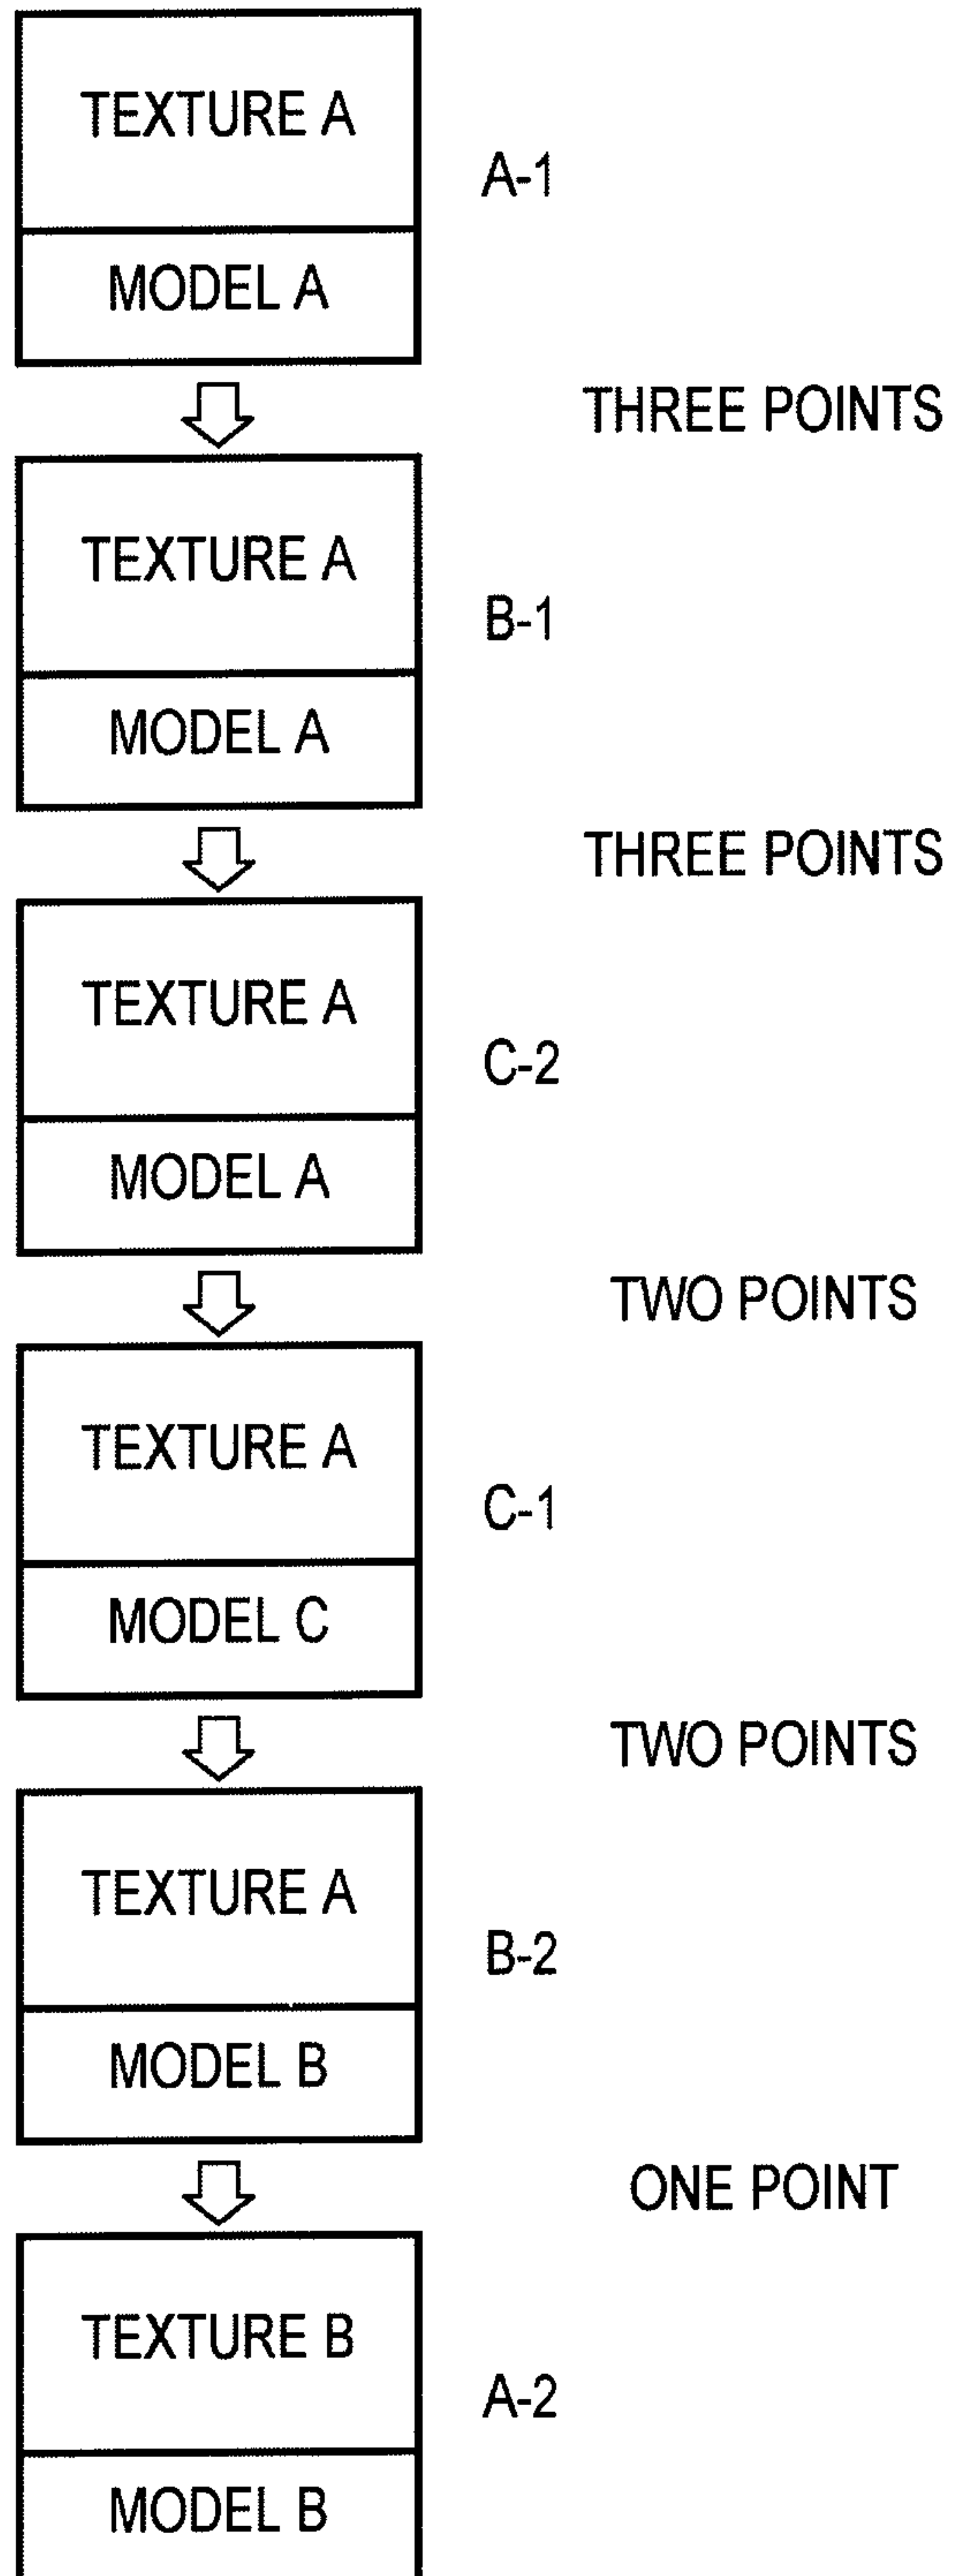 TEXTURE A
A-1
MODEL A
THREE POINTS
TEXTURE A
B-1
MODEL A
THREE POINTS
TEXTURE A
C-2
MODEL A
TWO POINTS
TEXTURE A
C-1
MODEL C
TWO POINTS
TEXTURE A
B-2
MODEL B
ONE POINT
TEXTURE B
A-2
MODEL B